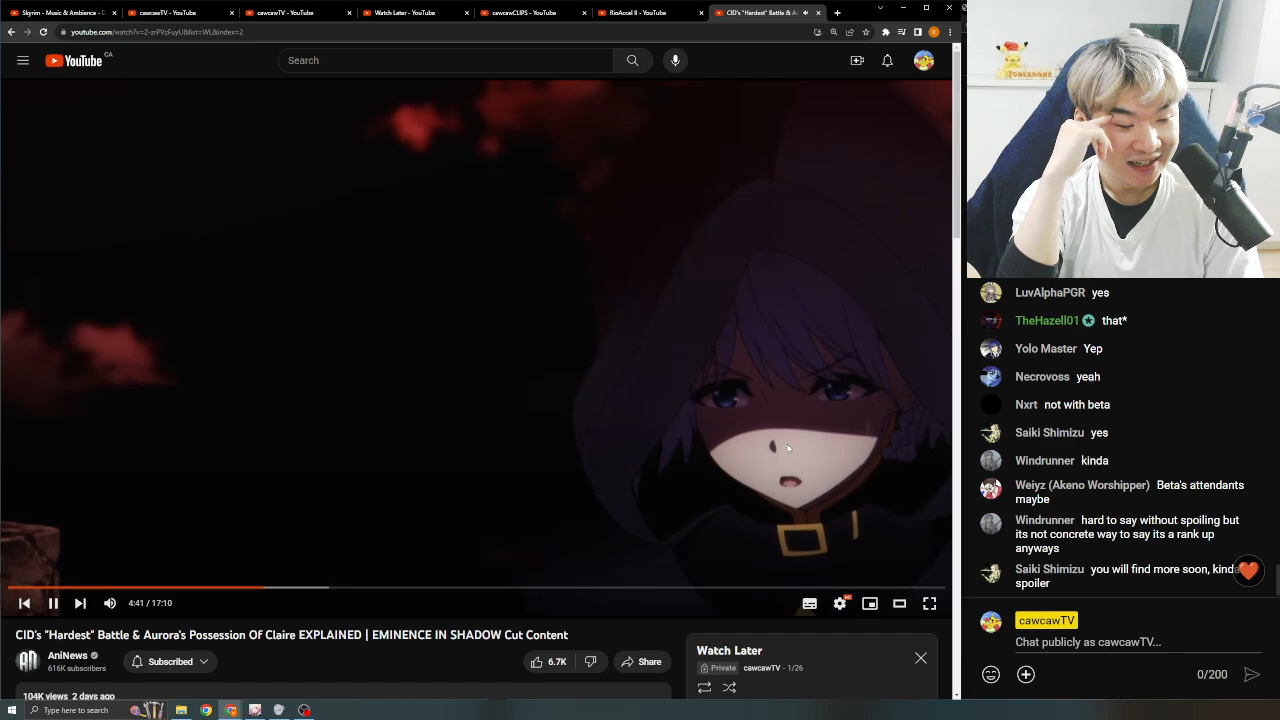 Skyrim - Music & Ambience -
cawcawTV - YouTube
cawcawTV - YouTube
Watch Later - YouTube
cawcawCLIPS - YouTube
RioAccel II - YouTube
CID's "Hardest" Battle & A
youtube.com/watch?v=2-zrPVzFuyU&list=WL&index=2
YouTube CA
Search
TOBLERONE
LuvAlphaPGR yes
TheHazell01 that*
Yolo Master Yep
Necrovoss yeah
Nxrt not with beta
Saiki Shimizu yes
Windrunner kinda
Weiyz (Akeno Worshipper) Beta's attendants
maybe
Windrunner hard to say without spoiling but
its not concrete way to say its a rank up
anyways
Saiki Shimizu you will find more soon, kinda
spoiler
4:41 / 17:10
HD
CID's "Hardest" Battle & Aurora's Possession Of Claire EXPLAINED | EMINENCE IN SHADOW Cut Content
AN
AniNews
616K subscribers
Subscribed
6.7K
Share
104K views 2 days ago
Watch Later
Private
cawcawTV - 1/26
cawcawTV
Chat publicly as cawcawTV...
0/200
Type here to search